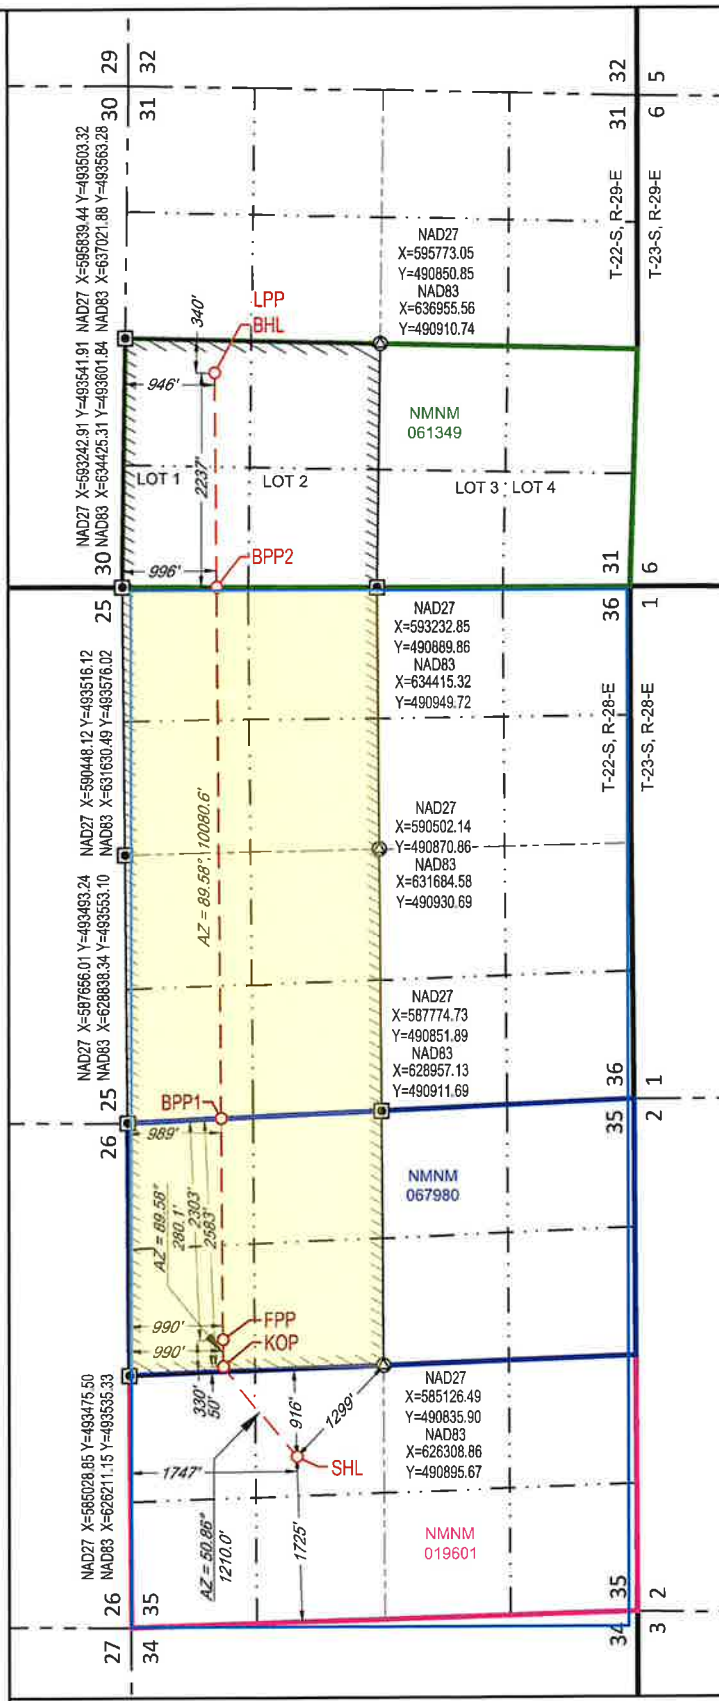 29
32
30
31
32
5
31
6
NAD27 X=595839.44 Y=493503.32
NAD83 X=637021.88 Y=493563.28
T-22-S, R-29-E
T-23-S, R-29-E
NAD27
X=595773.05
Y=490850.85
NAD83
X=636955.56
Y=490910.74
LPP
BHL
340'
946'
NMNM
061349
NAD27 X=593242.91 Y=493541.91
NAD83 X=634425.31 Y=493601.84
LOT 1
LOT 2
LOT 3
LOT 4
2237'
BPP2
996'
30
25
31
6
36
1
NAD27
X=593232.85
Y=490889.86
NAD83
X=634415.32
Y=490949.72
NAD27 X=590448.12 Y=493516.12
NAD83 X=631630.49 Y=493576.02
T-22-S, R-28-E
T-23-S, R-28-E
AZ = 89.58°, 10080.6'
NAD27
X=590502.14
Y=490870.86
NAD83
X=631684.58
Y=490930.69
NAD27 X=587656.01 Y=493493.24
NAD83 X=628838.34 Y=493553.10
NAD27
X=587774.73
Y=490851.89
NAD83
X=628957.13
Y=490911.69
BPP1
25
26
36
1
35
2
989'
AZ = 89.58°
280.1'
2303'
2583'
NMNM
067980
990'
FPP
990'
KOP
330'
50'
NAD27 X=585028.85 Y=493475.50
NAD83 X=626211.15 Y=493535.33
NAD27
X=585126.49
Y=490835.90
NAD83
X=626308.86
Y=490895.67
916'
1299'
1747'
SHL
AZ = 50.86°
1210.0'
1725'
NMNM
019601
26
35
27
34
35
2
34
3